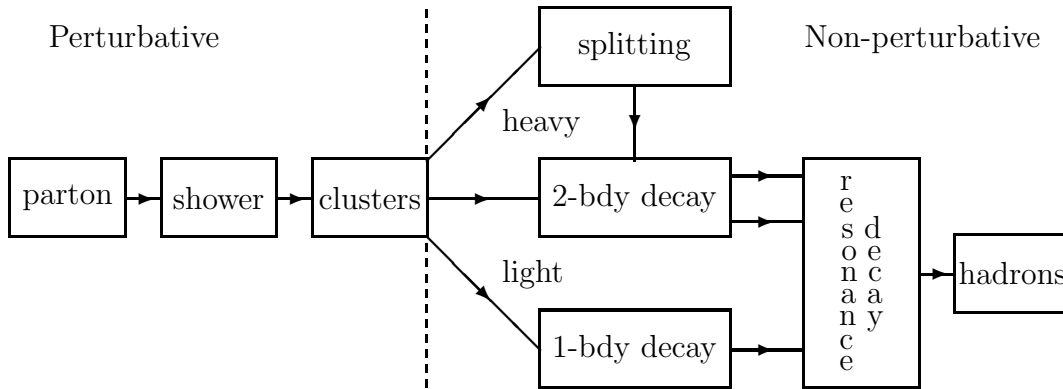 Perturbative
Non-perturbative
splitting
heavy
parton
shower
clusters
2-bdy decay
resonance
decay
hadrons
light
1-bdy decay